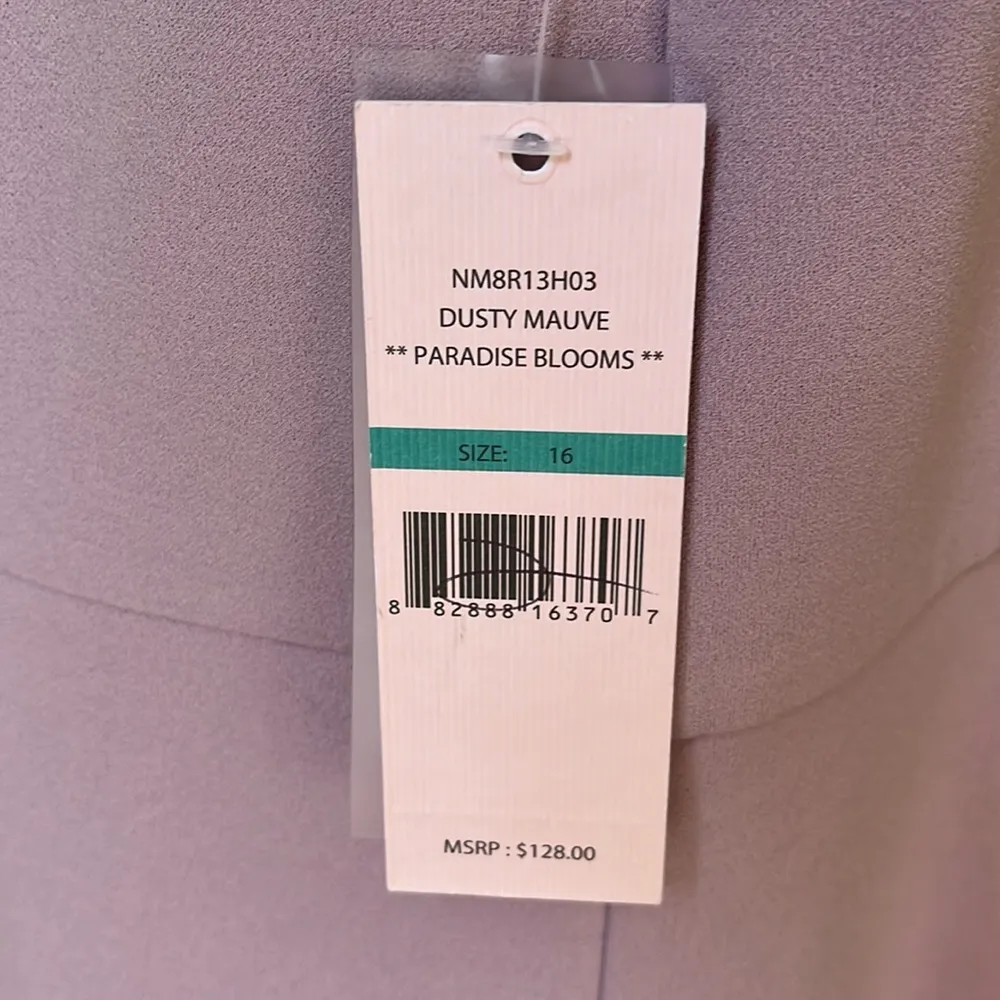 NM8R13H03
DUSTY MAUVE
** PARADISE BLOOMS **
SIZE: 16
8 82888 16370 7
MSRP : $128.00